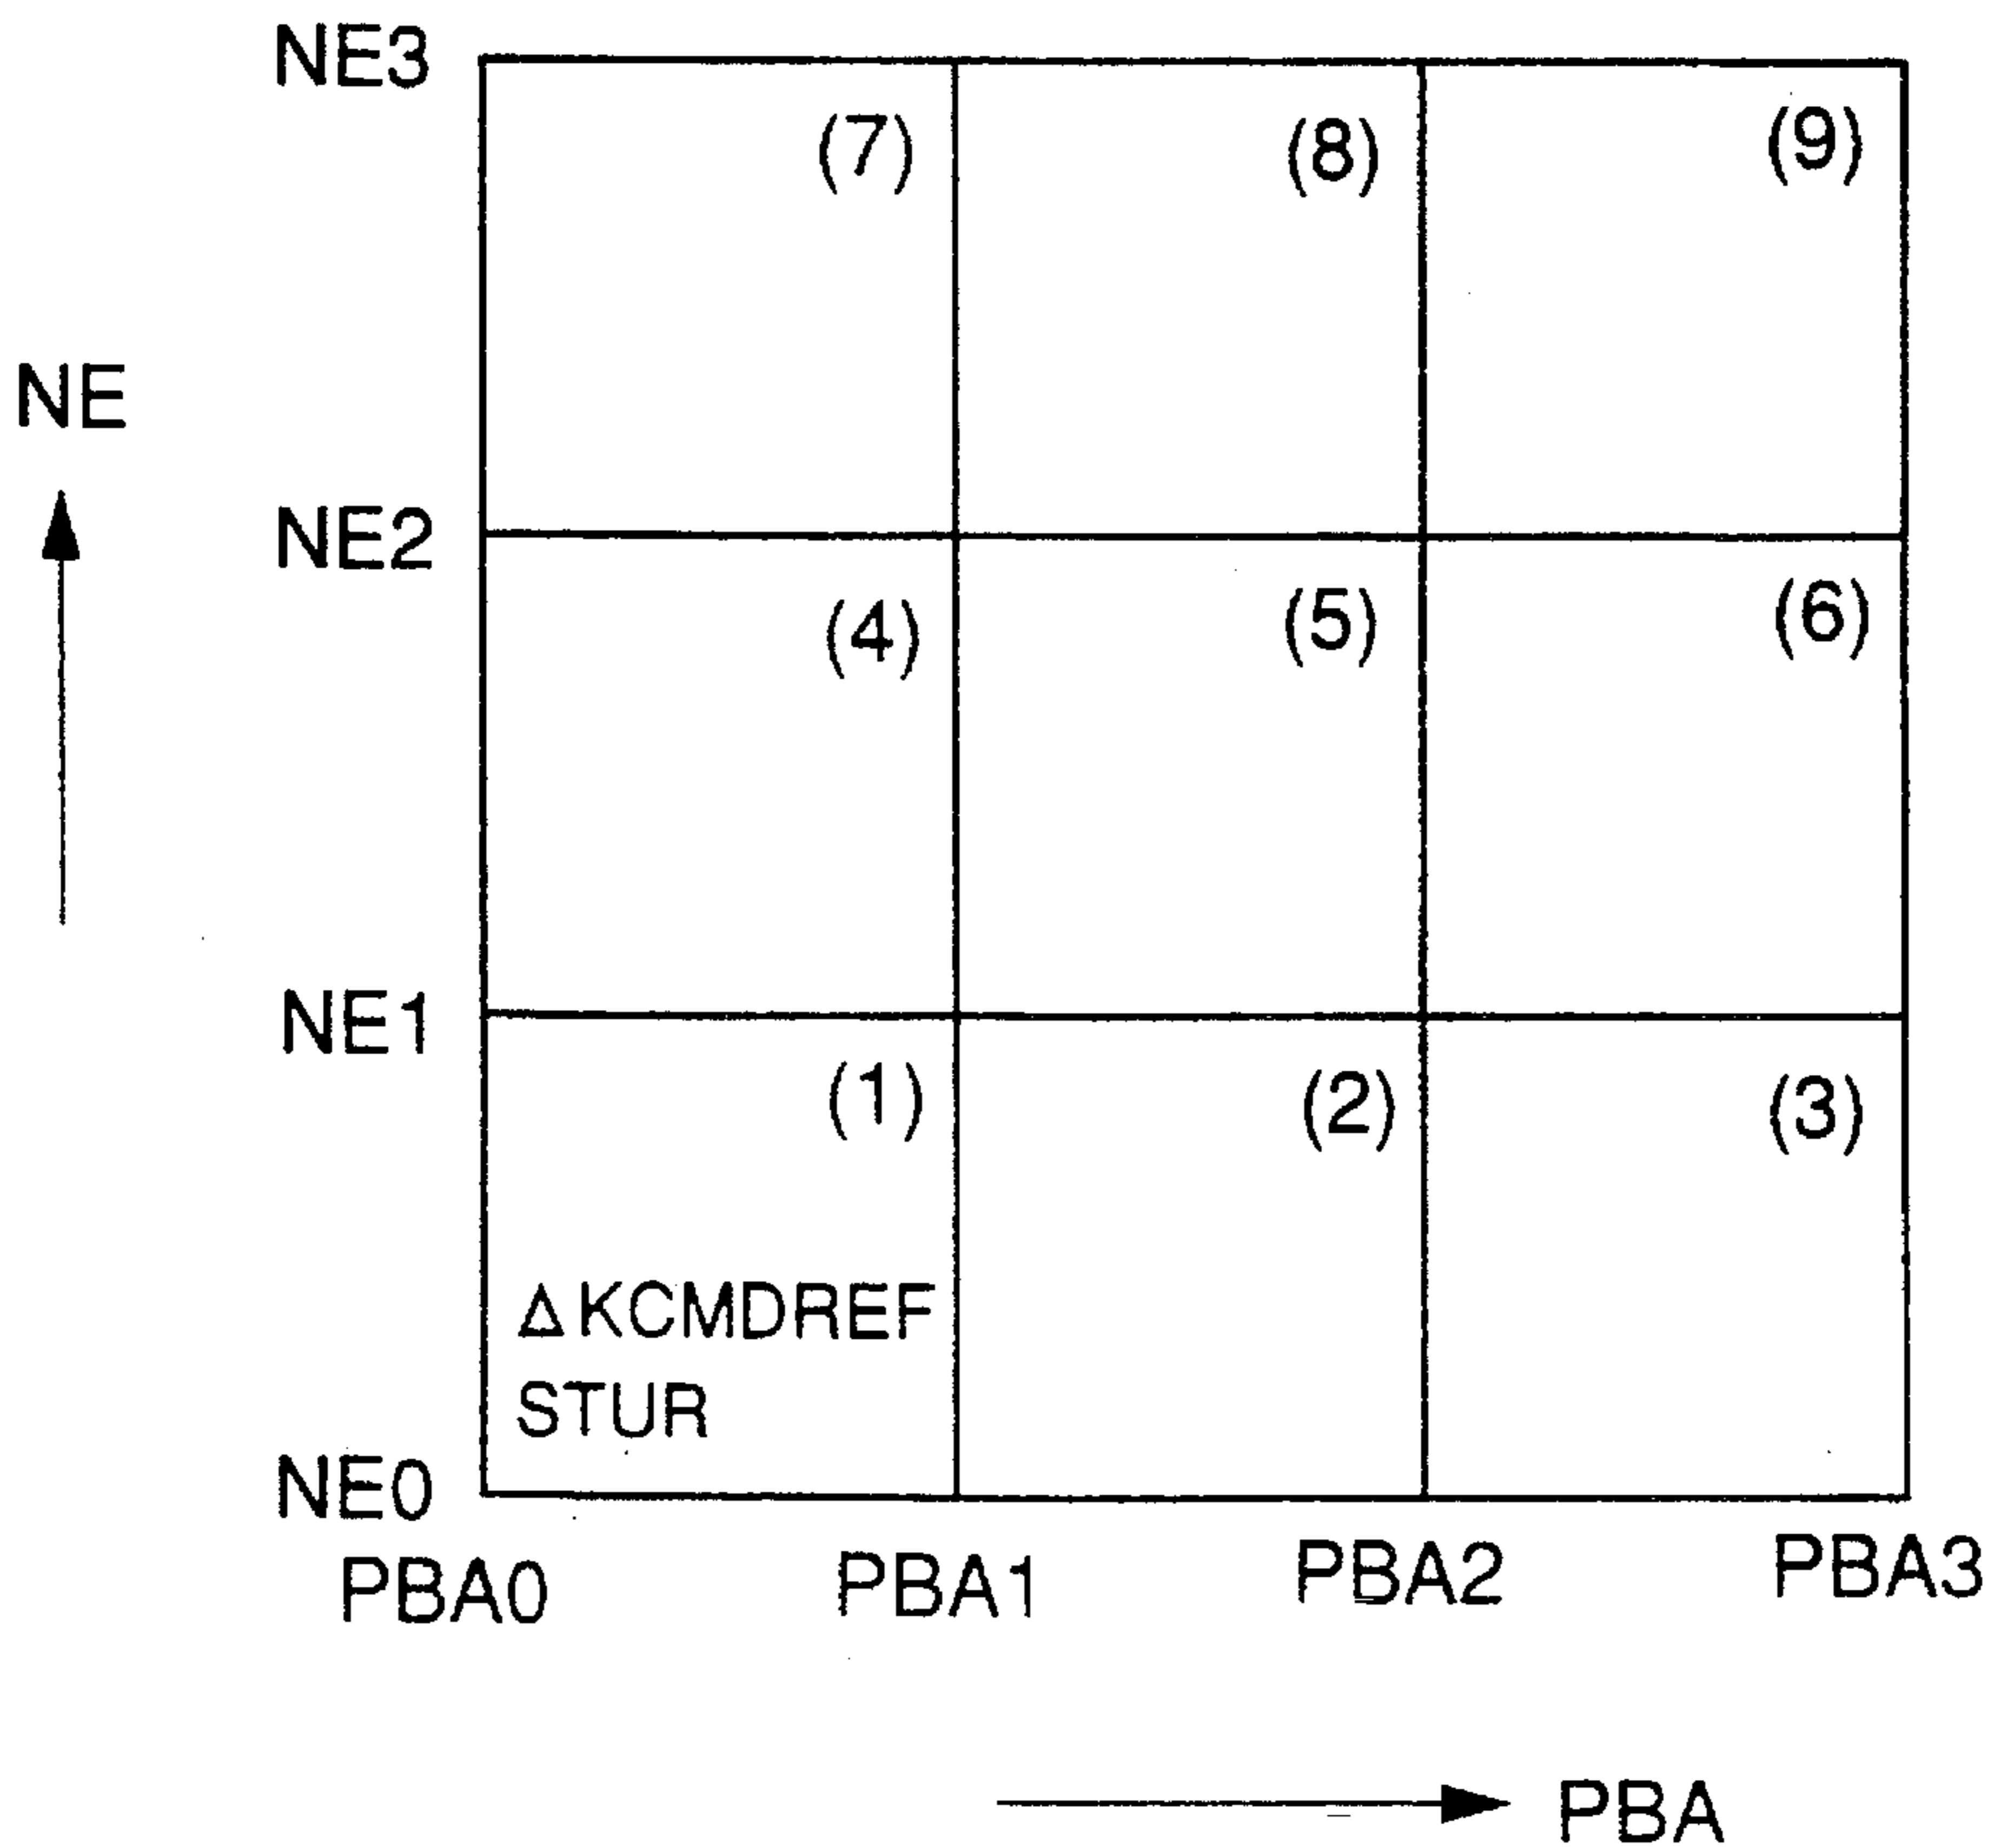 NE3
(7) (8) (9)
NE
NE2
(4) (5) (6)
NE1
(1) (2) (3)
ΔKCMDREF
STUR
NE0
PBA0 PBA1 PBA2 PBA3
PBA